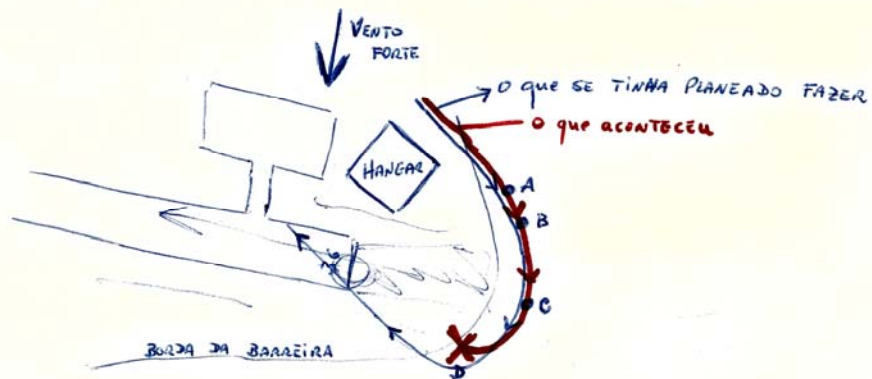 VENTO
FORTE
O que SE TINHA PLANEADO FAZER
O que ACONTECEU
HANGAR
A
B
C
D
BORDA DA BARREIRA